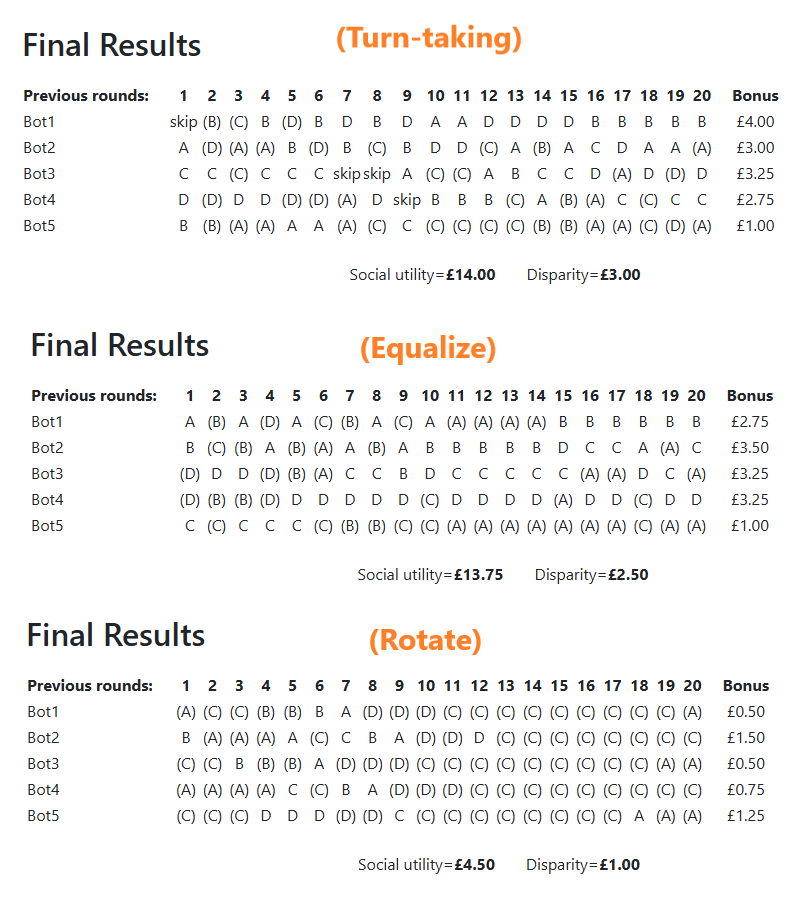 Final Results (Turn-taking)
Previous rounds: 1 2 3 4 5 6 7 8 9 10 11 12 13 14 15 16 17 18 19 20 Bonus
Bot1 skip (B) (C) B (D) B D B D A A D D D D B B B B B £4.00
Bot2 A (D) (A) (A) B (D) B (C) B D D (C) A (B) A C D A A (A) £3.00
Bot3 C C (C) C C C skip skip A (C) (C) A B C C D (A) D (D) D £3.25
Bot4 D (D) D D (D) (D) (A) D skip B B B (C) A (B) (A) C (C) C C £2.75
Bot5 B (B) (A) (A) A A (A) (C) C (C) (C) (C) (C) (B) (B) (A) (A) (C) (D) (A) £1.00
Social utility=£14.00 Disparity=£3.00
Final Results (Equalize)
Previous rounds: 1 2 3 4 5 6 7 8 9 10 11 12 13 14 15 16 17 18 19 20 Bonus
Bot1 A (B) A (D) A (C) (B) A (C) A (A) (A) (A) (A) B B B B B B £2.75
Bot2 B (C) (B) A (B) (A) A (B) A B B B B B D C C A (A) C £3.50
Bot3 (D) D D (D) (B) (A) C C B D C C C C C (A) (A) D C (A) £3.25
Bot4 (D) (B) (B) (D) D D D D D (C) D D D D (A) D D (C) D D £3.25
Bot5 C (C) C C C (C) (B) (B) (C) (C) (A) (A) (A) (A) (A) (A) (A) (C) (A) (A) £1.00
Social utility=£13.75 Disparity=£2.50
Final Results (Rotate)
Previous rounds: 1 2 3 4 5 6 7 8 9 10 11 12 13 14 15 16 17 18 19 20 Bonus
Bot1 (A) (C) (C) (B) (B) B A (D) (D) (D) (C) (C) (C) (C) (C) (C) (C) (C) (C) (A) £0.50
Bot2 B (A) (A) (A) A (C) C B A (D) (D) D (C) (C) (C) (C) (C) (C) (C) (C) £1.50
Bot3 (C) (C) B (B) (B) A (D) (D) (D) (C) (C) (C) (C) (C) (C) (C) (C) (C) (A) (A) £0.50
Bot4 (A) (A) (A) (A) C (C) B A (D) (D) (D) (C) (C) (C) (C) (C) (C) (C) (C) (C) £0.75
Bot5 (C) (C) (C) D D D (D) (D) C (C) (C) (C) (C) (C) (C) (C) (C) A (A) (A) £1.25
Social utility=£4.50 Disparity=£1.00